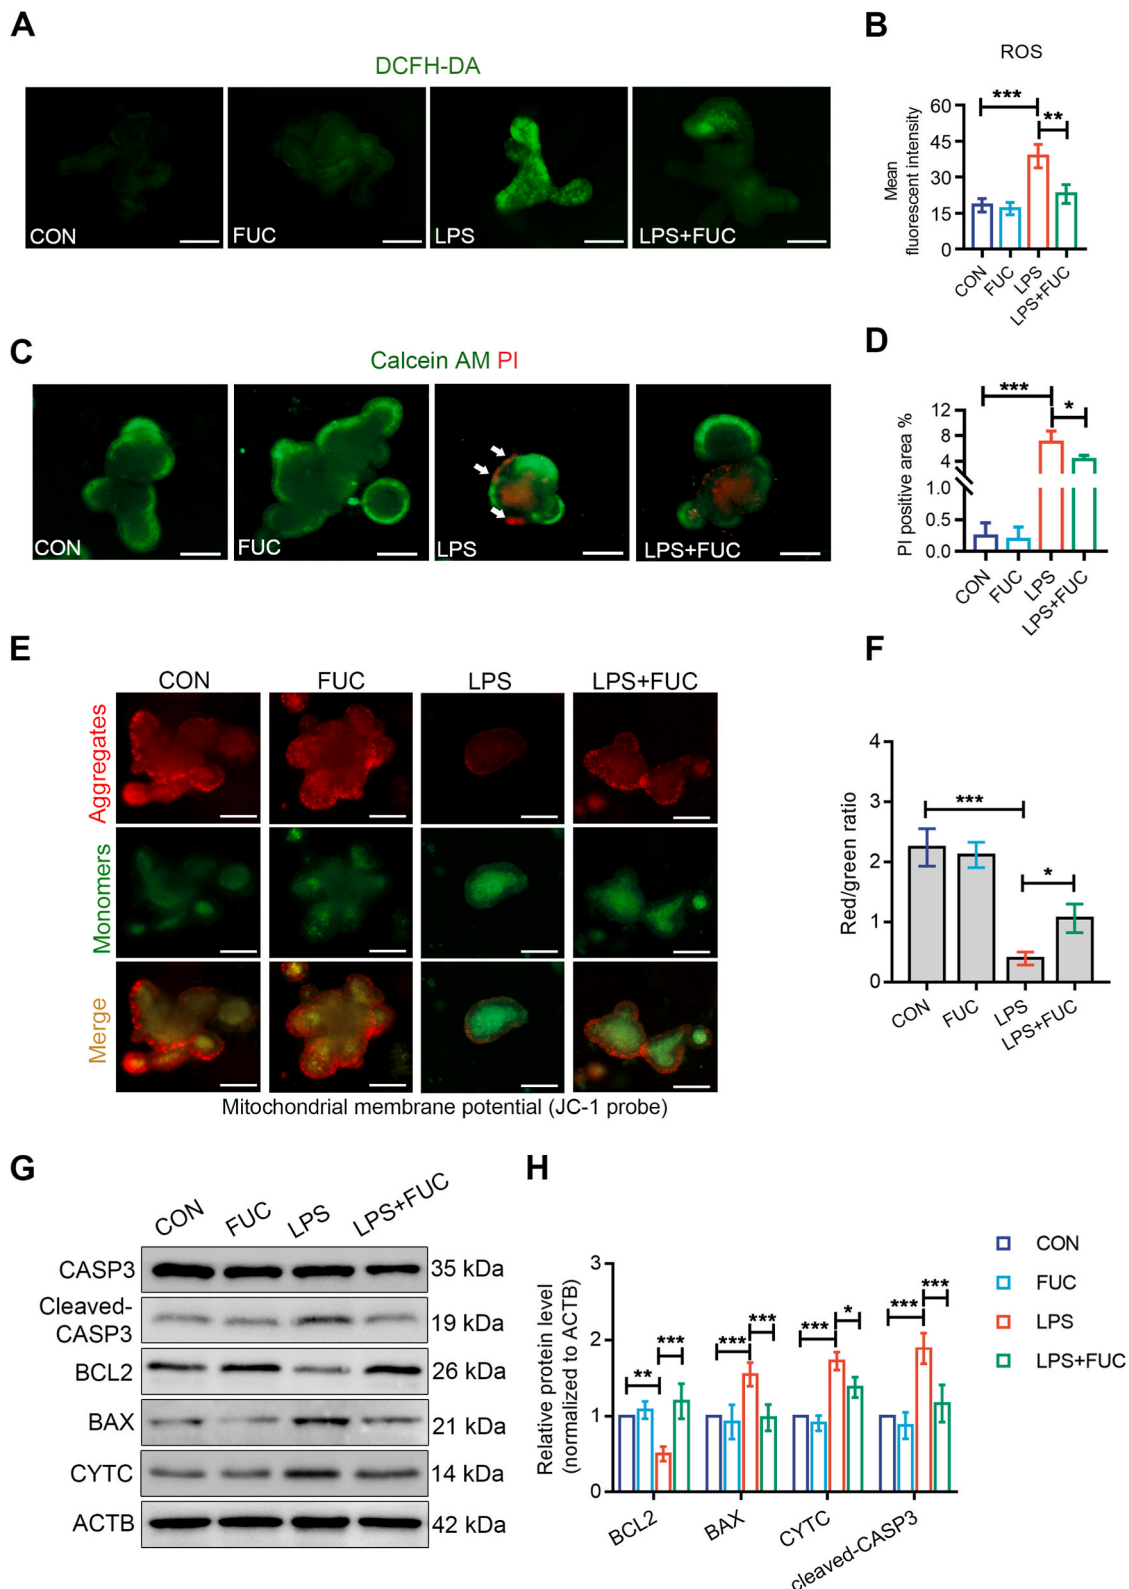 A
DCFH-DA
CON
FUC
LPS
LPS+FUC
B
ROS
***
**
Mean
fluorescent intensity
60
45
30
15
0
CON
FUC
LPS
LPS+FUC
C
Calcein AM PI
CON
FUC
LPS
LPS+FUC
D
***
*
PI positive area %
12
8
4
1.0
0.5
0.0
CON
FUC
LPS
LPS+FUC
E
CON FUC LPS LPS+FUC
Aggregates
Monomers
Merge
Mitochondrial membrane potential (JC-1 probe)
F
Red/green ratio
4
3
2
1
0
***
*
CON
FUC
LPS
LPS+FUC
G
CON FUC LPS LPS+FUC
CASP3 35 kDa
Cleaved-
CASP3 19 kDa
BCL2 26 kDa
BAX 21 kDa
CYTC 14 kDa
ACTB 42 kDa
H
Relative protein level
(normalized to ACTB)
3
2
1
0
** ***
*** ***
*** *
*** ***
BCL2
BAX
CYTC
cleaved-CASP3
CON
FUC
LPS
LPS+FUC